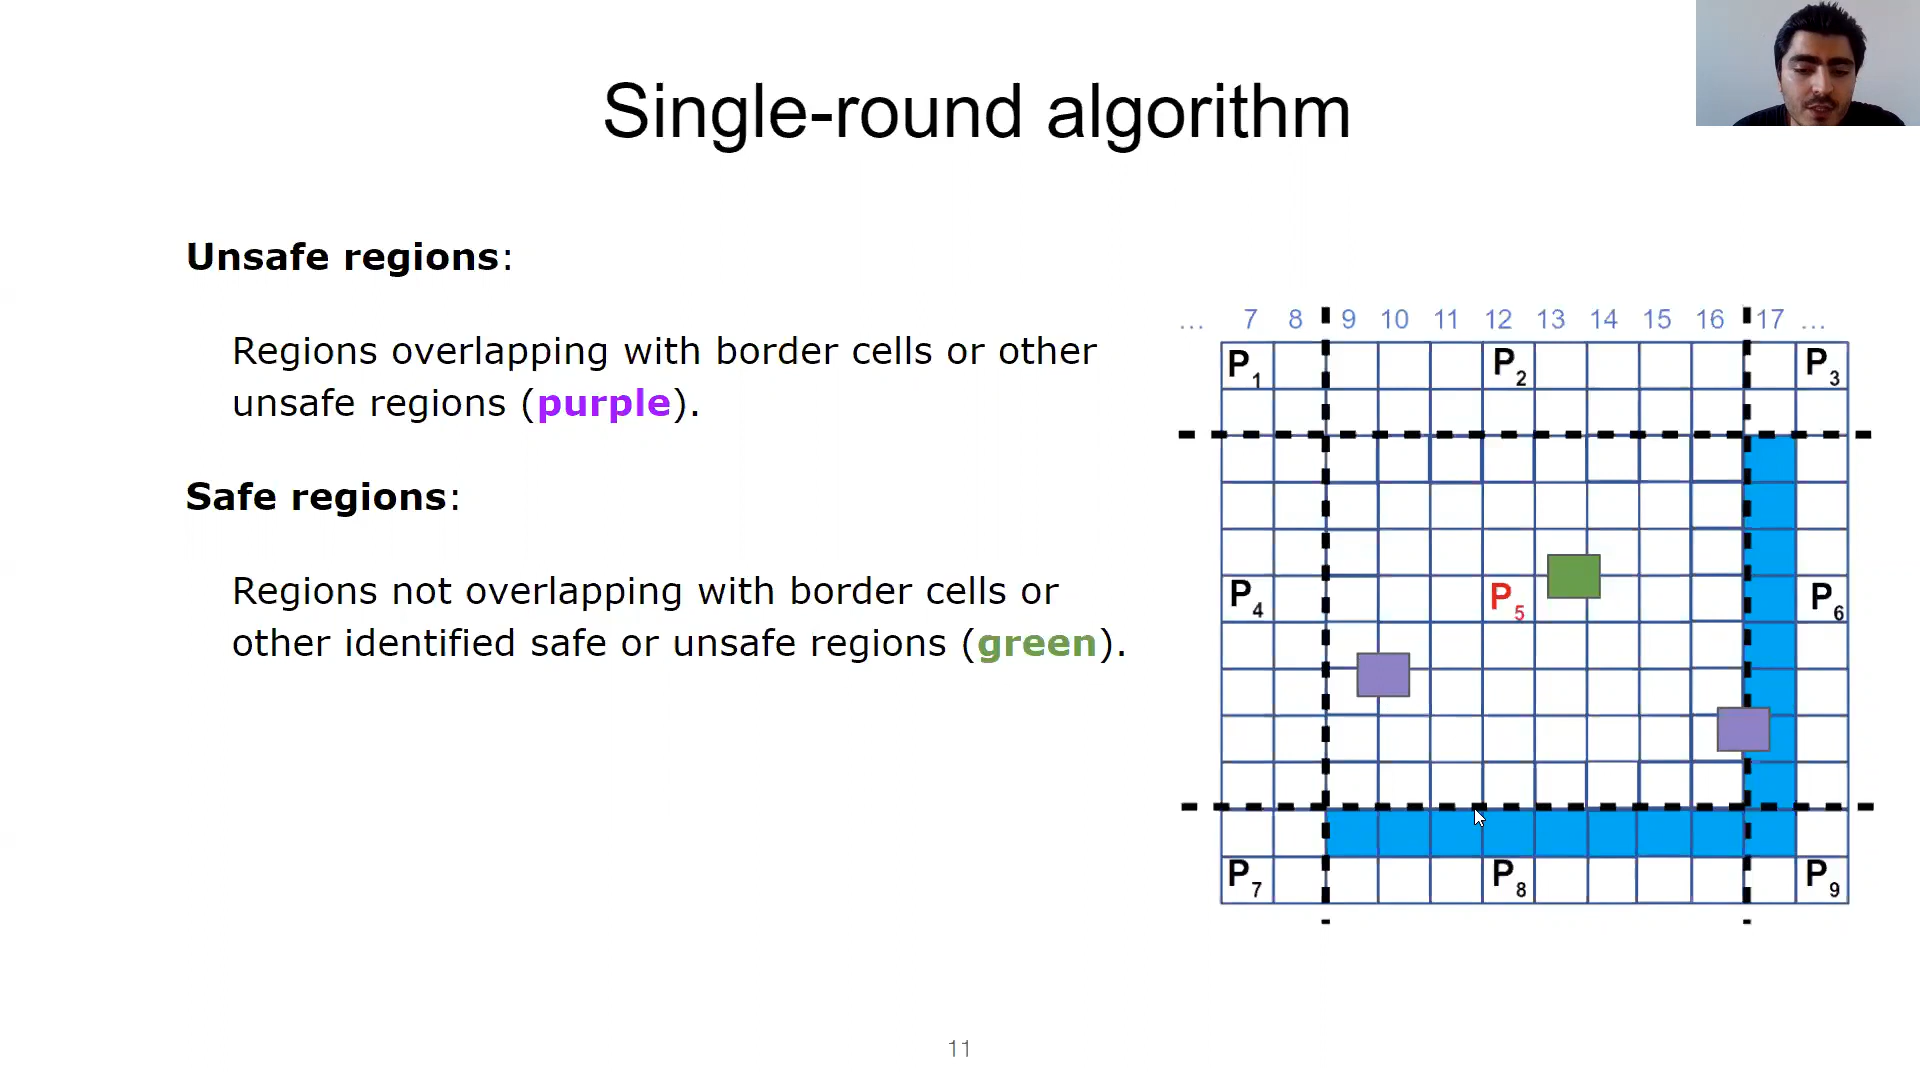 Single-round algorithm
Unsafe regions:
Regions overlapping with border cells or other
unsafe regions (purple).
Safe regions:
Regions not overlapping with border cells or
other identified safe or unsafe regions (green).
... 7 8 9 10 11 12 13 14 15 16 17 ...
P1 P2 P3
P4 P5 P6
P7 P8 P9
11